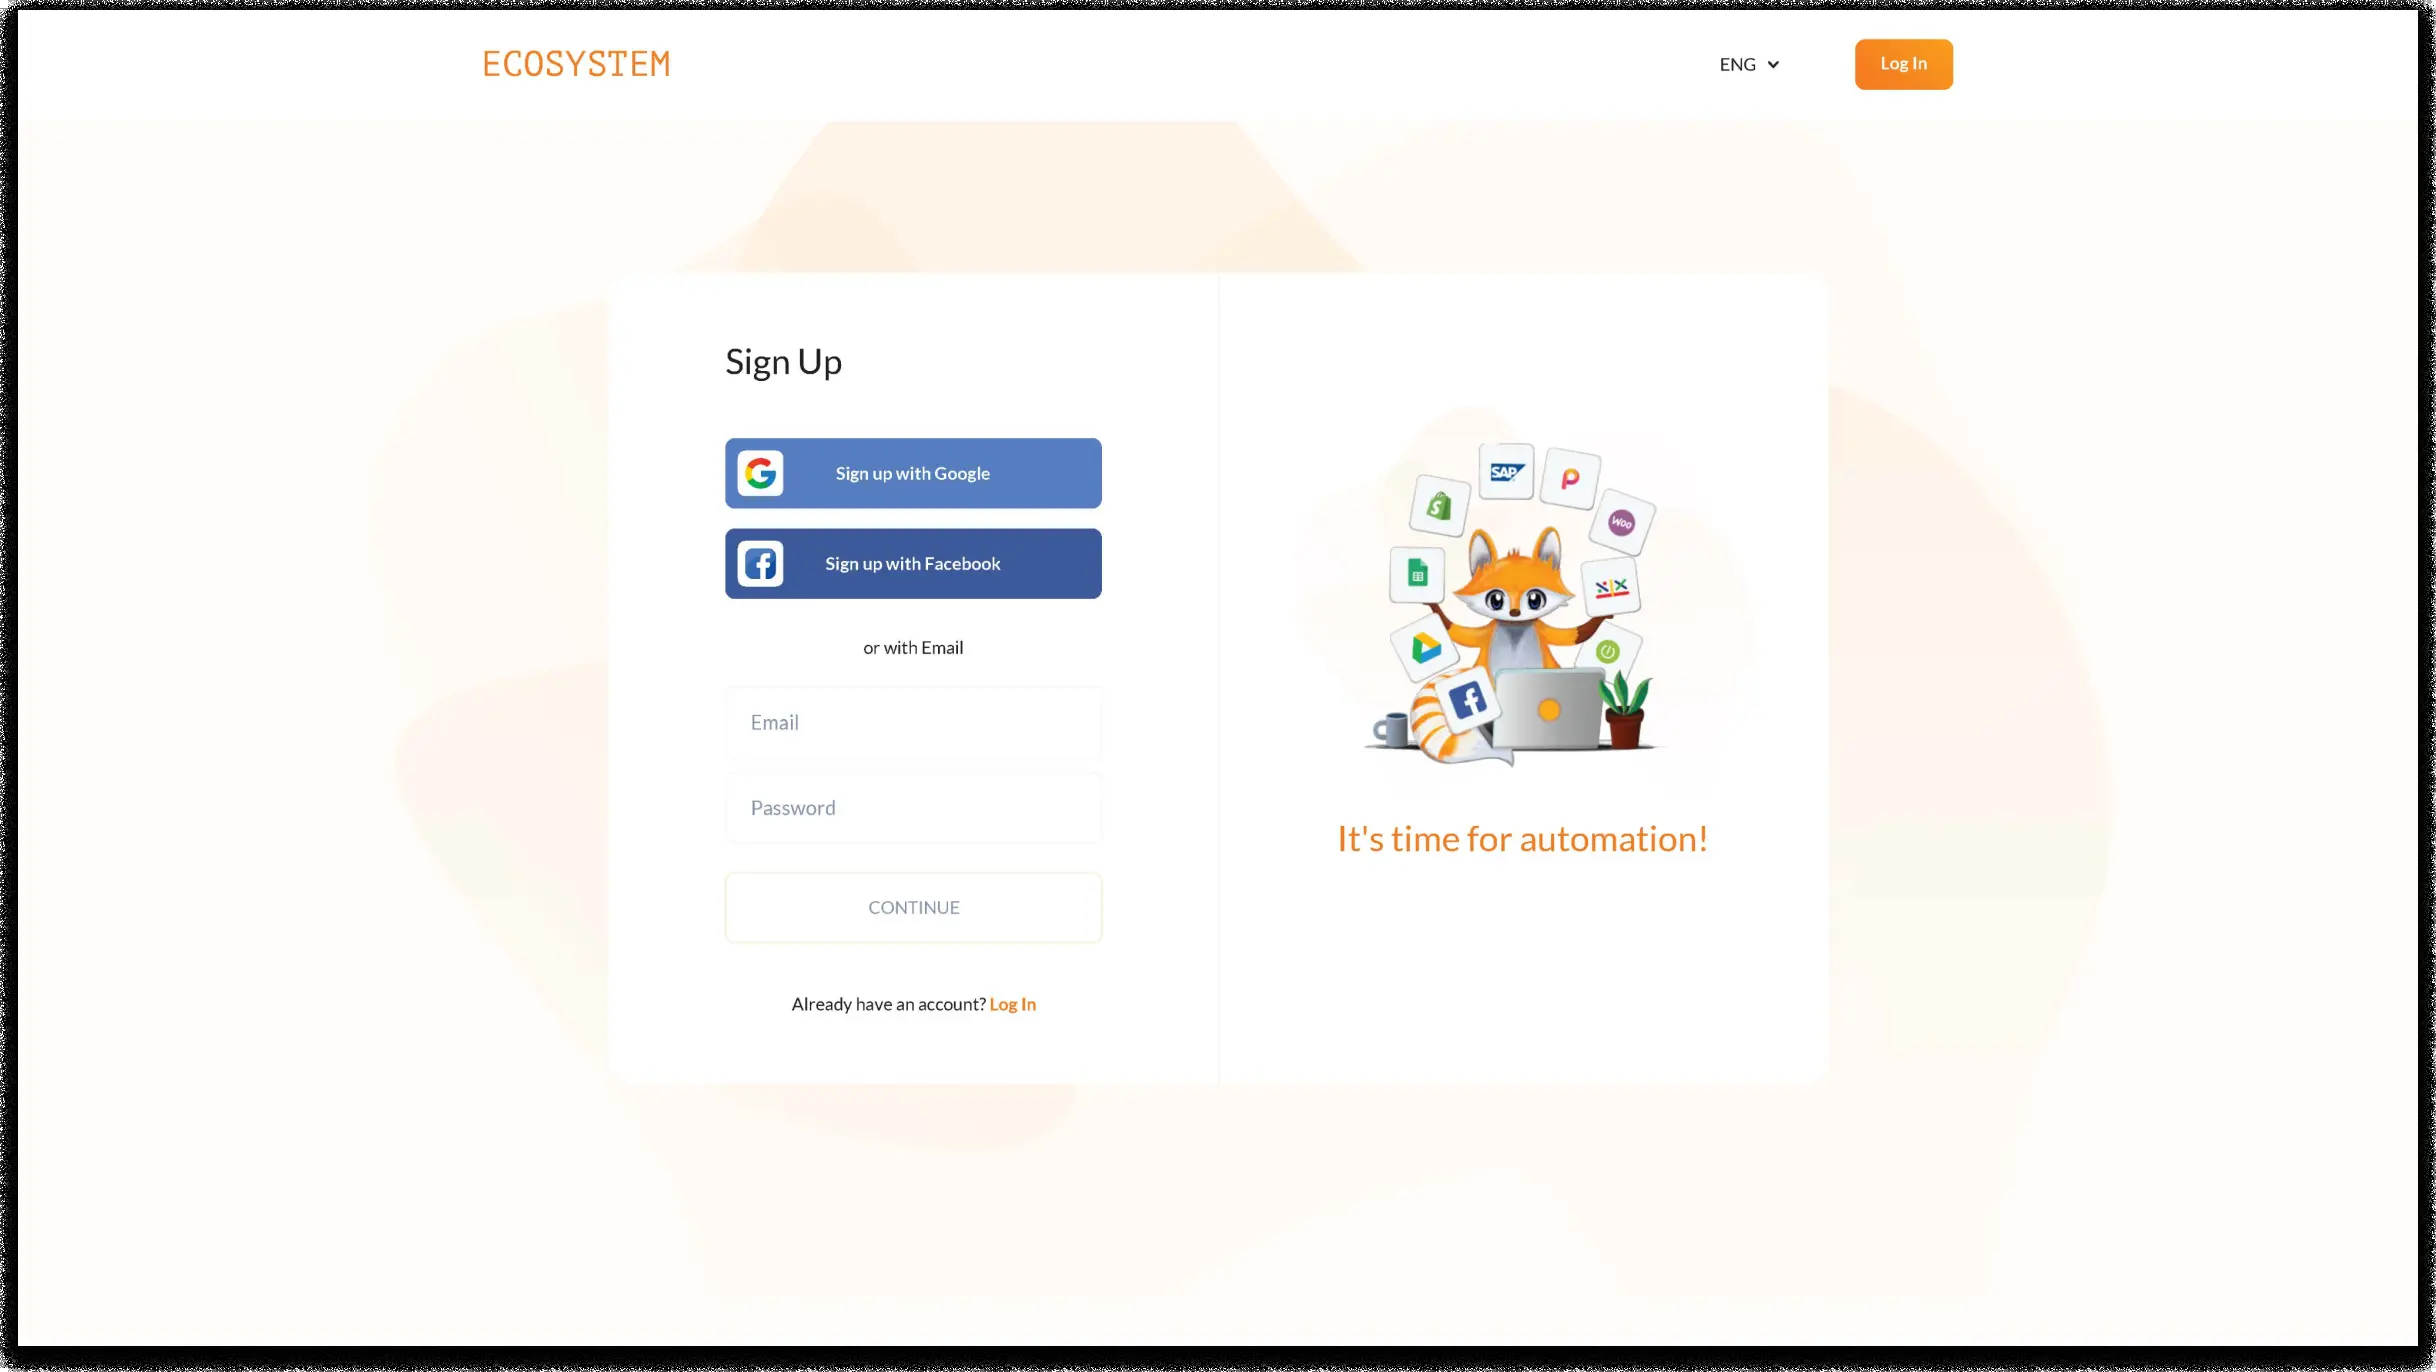 ECOSYSTEM
ENG
Log In
Sign Up
Sign up with Google
Sign up with Facebook
or with Email
Email
Password
CONTINUE
Already have an account? Log In
SAP
P
S
Woo
It's time for automation!